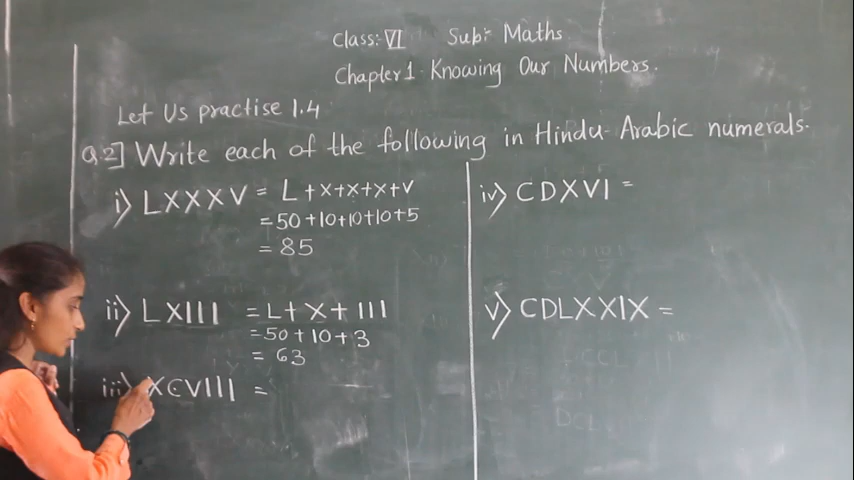 Class: VI Sub:- Maths
Chapter 1 Knowing Our Numbers.
Let Us practise 1.4
Q.2] Write each of the following in Hindu-Arabic numerals.
i) LXXXV = L+X+X+X+V
= 50+10+10+10+5
= 85
ii) LXIII = L+X+III
= 50+10+3
= 63
iii) XCVIII =
iv) CDXVI =
v) CDLXXIX =